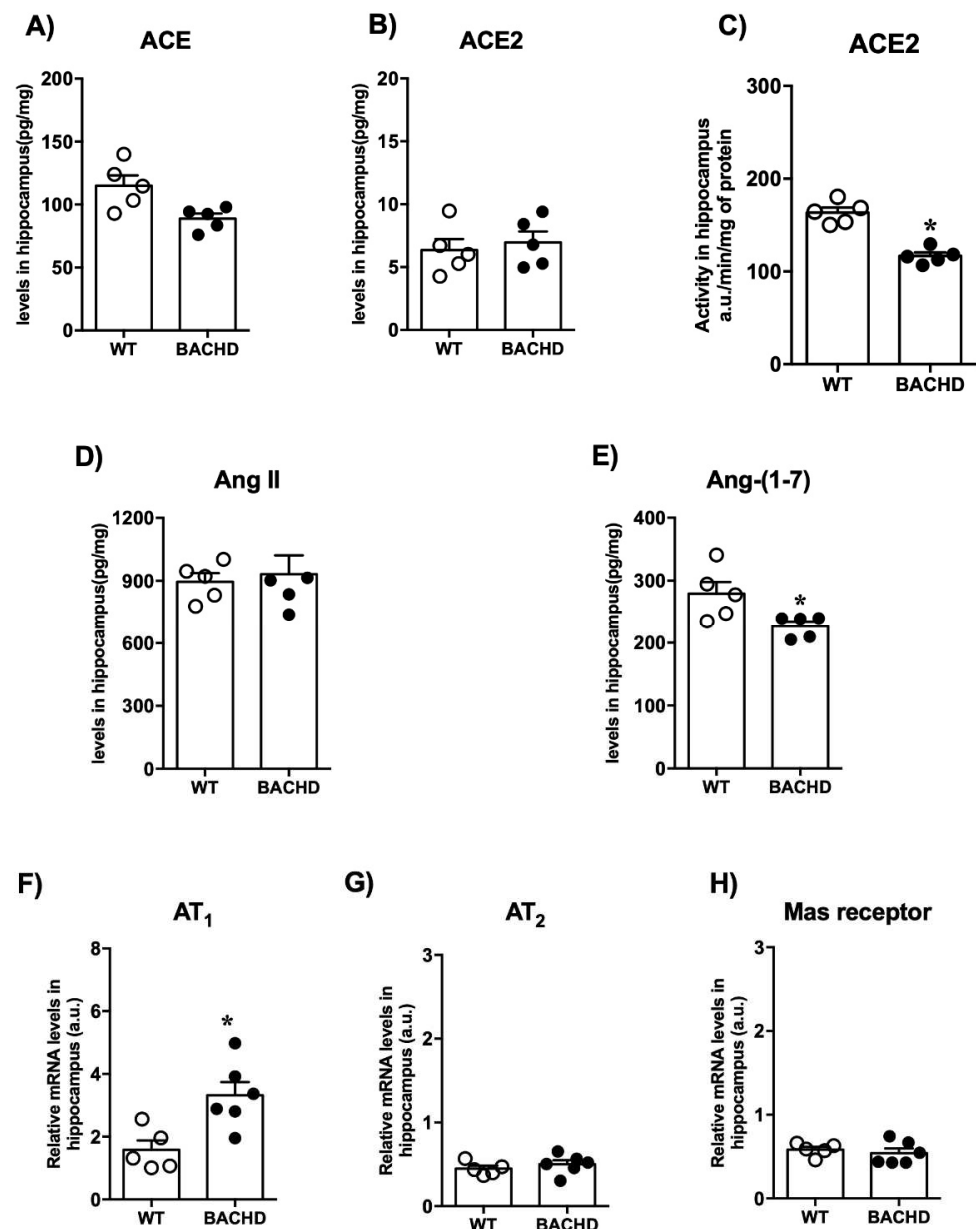 A)
ACE
levels in hippocampus(pg/mg)
200
150
100
50
0
WT
BACHD
B)
ACE2
levels in hippocampus(pg/mg)
20
15
10
5
0
WT
BACHD
C)
ACE2
Activity in hippocampus
a.u./min/mg of protein
300
200
100
0
*
WT
BACHD
D)
Ang II
levels in hippocampus(pg/mg)
1200
900
600
300
0
WT
BACHD
E)
Ang-(1-7)
levels in hippocampus(pg/mg)
400
300
200
100
0
*
WT
BACHD
F)
AT₁
Relative mRNA levels in
hippocampus (a.u.)
8
6
4
2
0
*
WT
BACHD
G)
AT₂
Relative mRNA levels in
hippocampus (a.u.)
3
2
1
0
WT
BACHD
H)
Mas receptor
Relative mRNA levels in
hippocampus (a.u.)
3
2
1
0
WT
BACHD